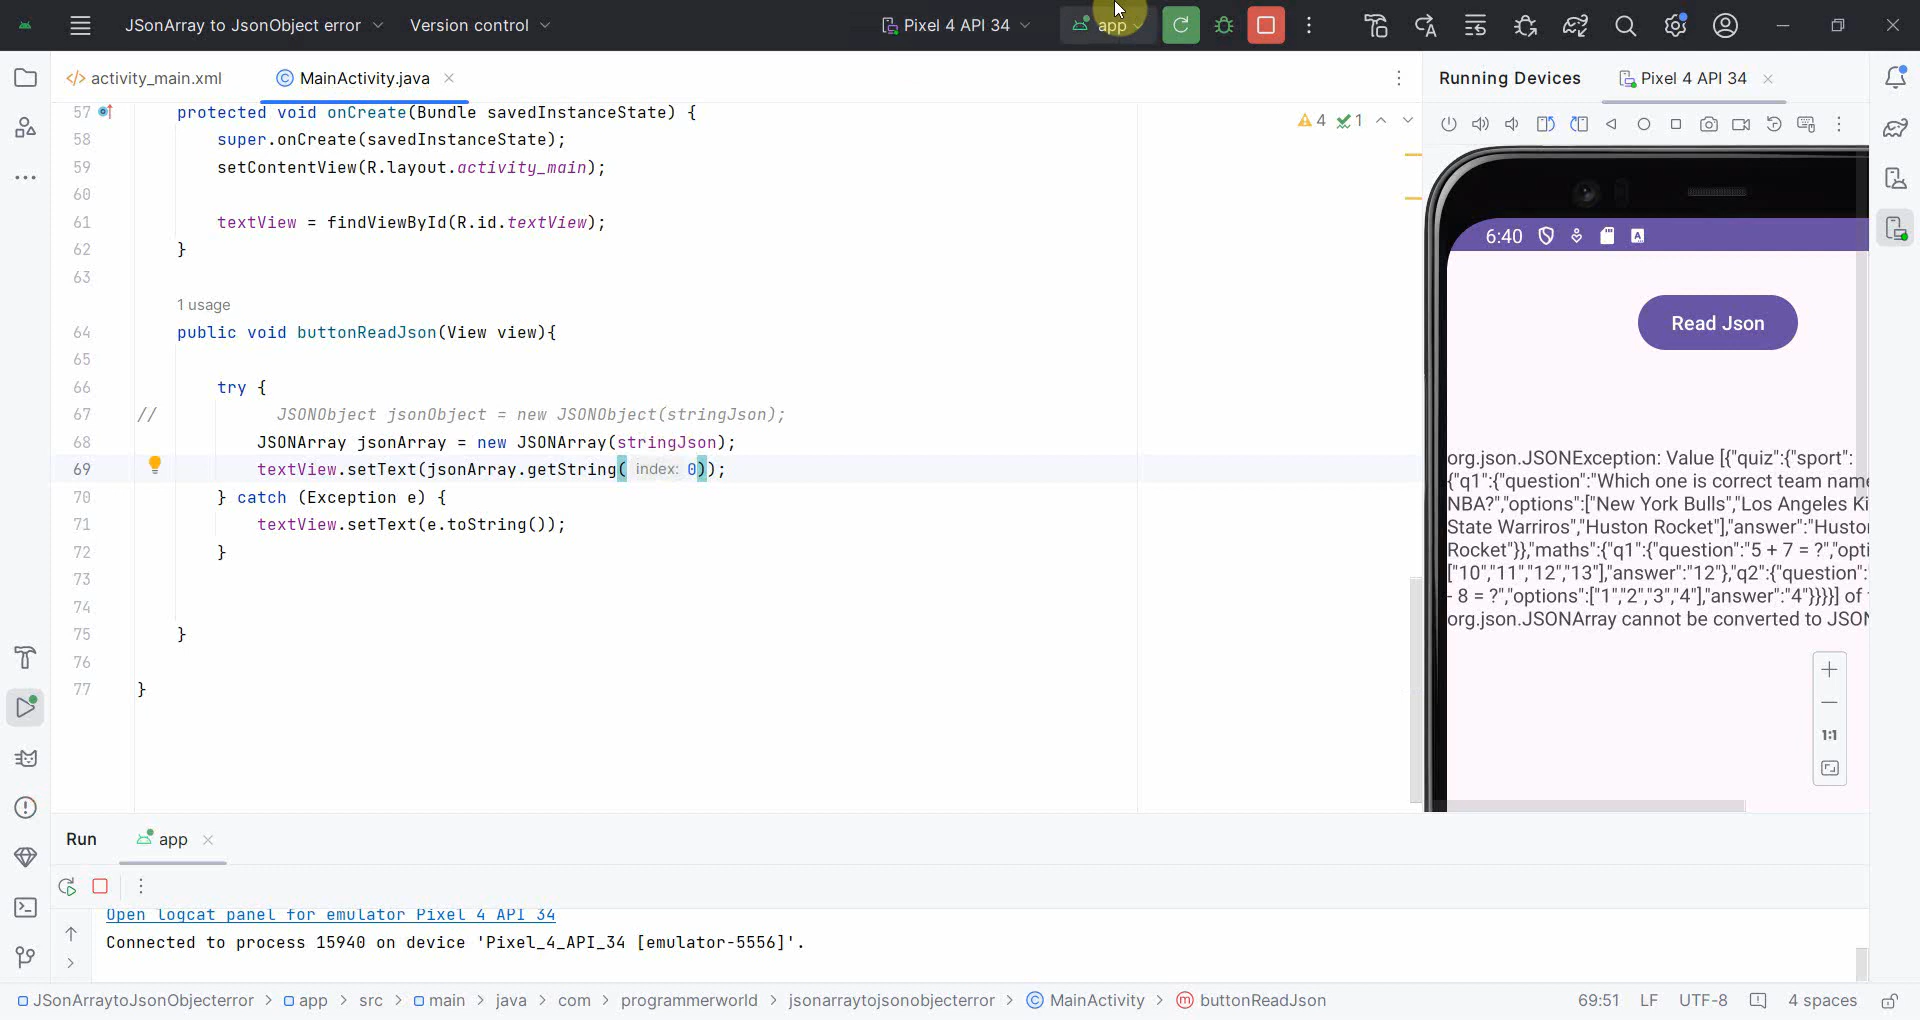 JSonArray to JsonObject error
Version control
Pixel 4 API 34
app
activity_main.xml
MainActivity.java
Running Devices
Pixel 4 API 34
57 protected void onCreate(Bundle savedInstanceState) {
58 super.onCreate(savedInstanceState);
59 setContentView(R.layout.activity_main);
60
61 textView = findViewById(R.id.textView);
62 }
63
1 usage
64 public void buttonReadJson(View view){
65
66 try {
67 // JSONObject jsonObject = new JSONObject(stringJson);
68 JSONArray jsonArray = new JSONArray(stringJson);
69 textView.setText(jsonArray.getString( index: 0));
70 } catch (Exception e) {
71 textView.setText(e.toString());
72 }
73
74
75 }
76
77 }
4 1
6:40
Read Json
org.json.JSONException: Value [{"quiz":{"sport":
{"q1":{"question":"Which one is correct team name
NBA?","options":["New York Bulls","Los Angeles Ki
State Warriros","Huston Rocket"],"answer":"Husto
Rocket"}},"maths":{"q1":{"question":"5 + 7 = ?","opti
["10","11","12","13"],"answer":"12"},"q2":{"question":
- 8 = ?","options":["1","2","3","4"],"answer":"4"}}}}] of
org.json.JSONArray cannot be converted to JSON
1:1
Run
app
Open logcat panel for emulator Pixel 4 API 34
Connected to process 15940 on device 'Pixel_4_API_34 [emulator-5556]'.
JSonArraytoJsonObjecterror > app > src > main > java > com > programmerworld > jsonarraytojsonobjecterror > MainActivity > buttonReadJson
69:51 LF UTF-8 4 spaces